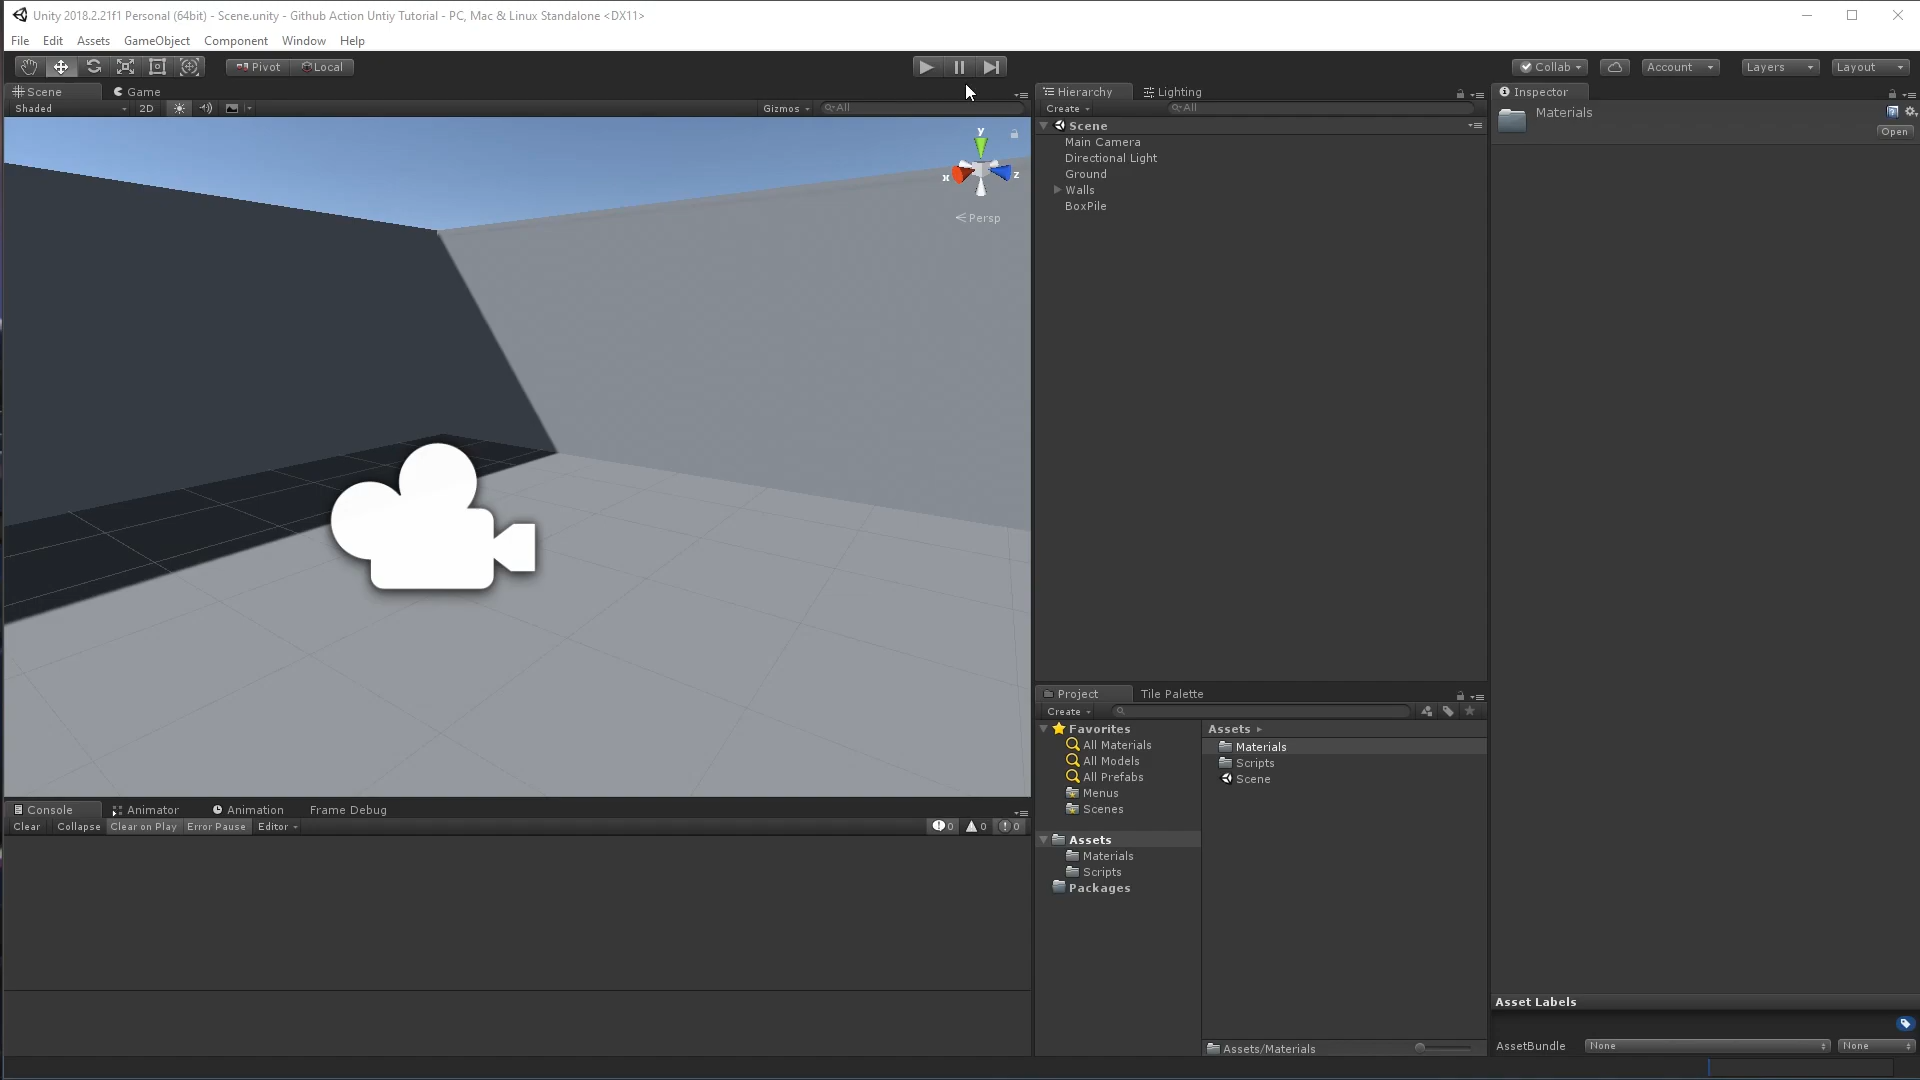 Unity 2018.2.21f1 Personal (64bit) - Scene.unity - Github Action Untiy Tutorial - PC, Mac & Linux Standalone <DX11>
File Edit Assets GameObject Component Window Help
Pivot Local Collab Account Layers Layout
Scene Game
Shaded 2D Gizmos All
y
x
z
Persp
Hierarchy Lighting
Create All
Scene
Main Camera
Directional Light
Ground
Walls
BoxPile
Inspector
Materials
Open
Project Tile Palette
Create
Favorites
All Materials
All Models
All Prefabs
Menus
Scenes
Assets
Materials
Scripts
Packages
Assets
Materials
Scripts
Scene
Assets/Materials
Console Animator Animation Frame Debug
Clear Collapse Clear on Play Error Pause Editor 0 0 0
Asset Labels
AssetBundle None None